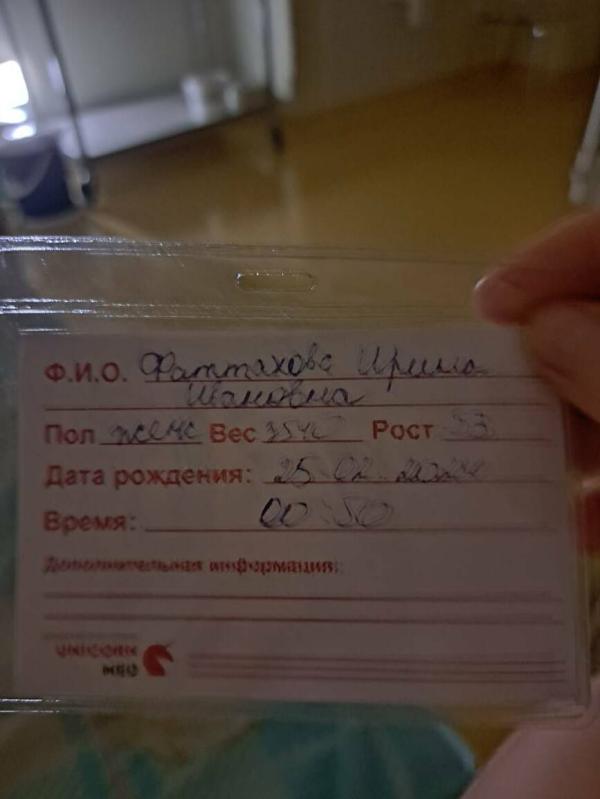 Ф.И.О. Фаттахова Ирина
Ивановна
Пол женс Вес 3540 Рост 53
Дата рождения: 25.02.2024
Время: 00:50
Дополнительная информация:
UNICORN
MED